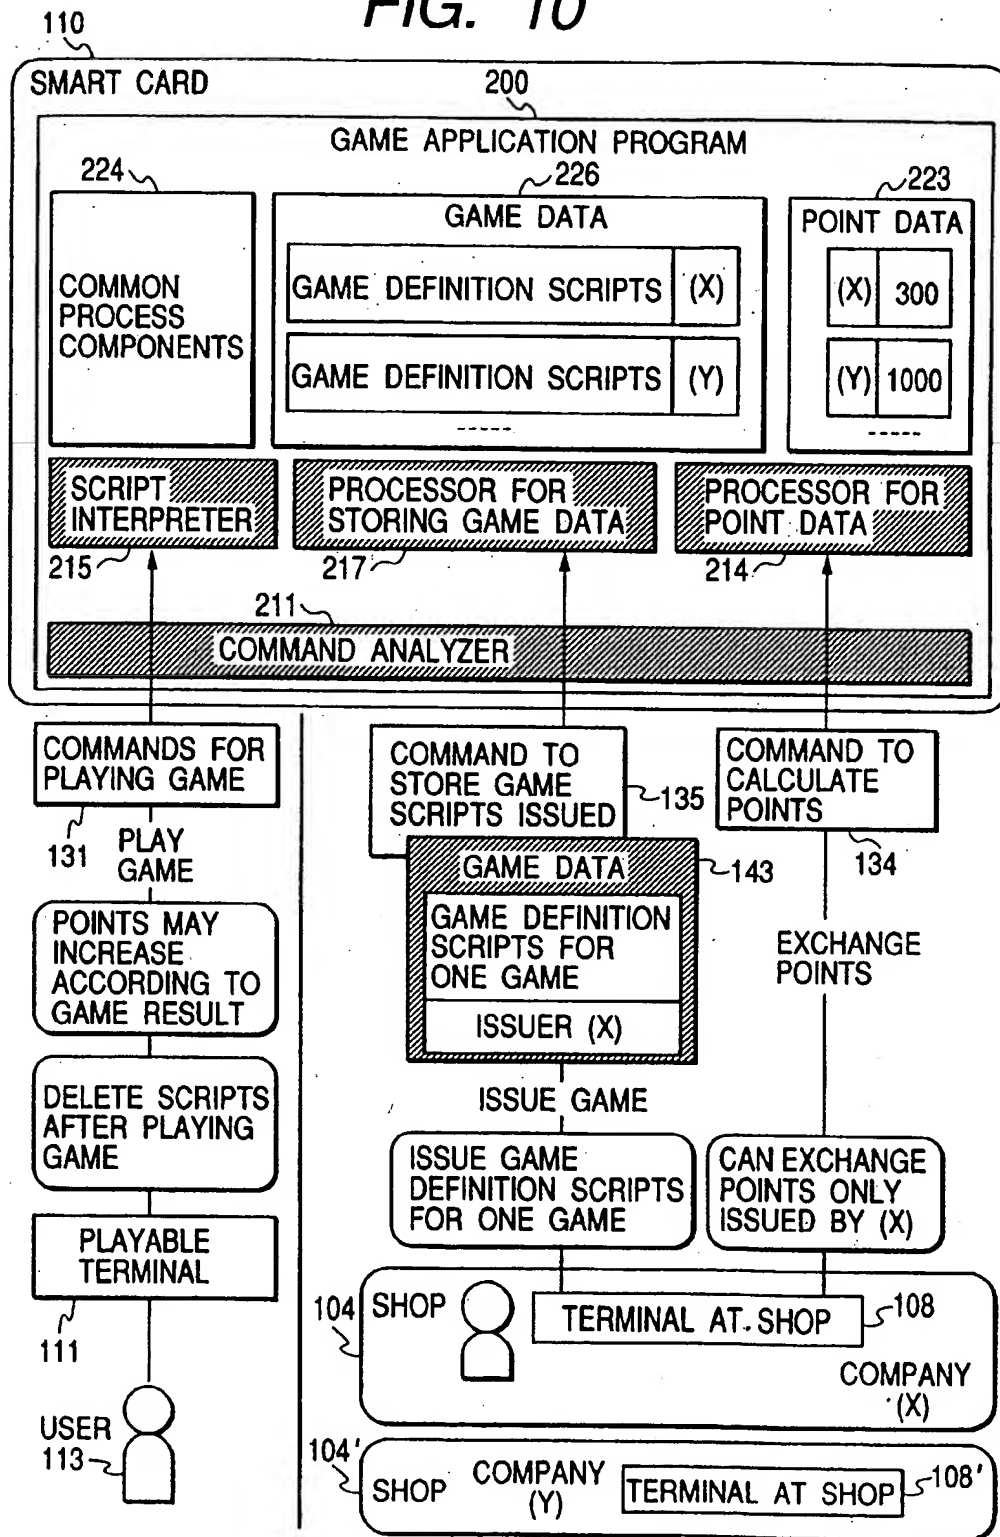 FIG. 10
110
SMART CARD
200
GAME APPLICATION PROGRAM
224
226
223
COMMON
PROCESS
COMPONENTS
GAME DATA
GAME DEFINITION SCRIPTS (X)
GAME DEFINITION SCRIPTS (Y)
-----
POINT DATA
(X) 300
(Y) 1000
-----
SCRIPT
INTERPRETER
215
PROCESSOR FOR
STORING GAME DATA
217
PROCESSOR FOR
POINT DATA
214
211
COMMAND ANALYZER
COMMANDS FOR
PLAYING GAME
131
PLAY
GAME
POINTS MAY
INCREASE
ACCORDING TO
GAME RESULT
DELETE SCRIPTS
AFTER PLAYING
GAME
PLAYABLE
TERMINAL
111
USER
113
COMMAND TO
STORE GAME
SCRIPTS ISSUED
135
GAME DATA
143
GAME DEFINITION
SCRIPTS FOR
ONE GAME
ISSUER (X)
ISSUE GAME
ISSUE GAME
DEFINITION SCRIPTS
FOR ONE GAME
COMMAND TO
CALCULATE
POINTS
134
EXCHANGE
POINTS
CAN EXCHANGE
POINTS ONLY
ISSUED BY (X)
104
SHOP
TERMINAL AT SHOP
108
COMPANY
(X)
104'
SHOP
COMPANY
(Y)
TERMINAL AT SHOP
108'